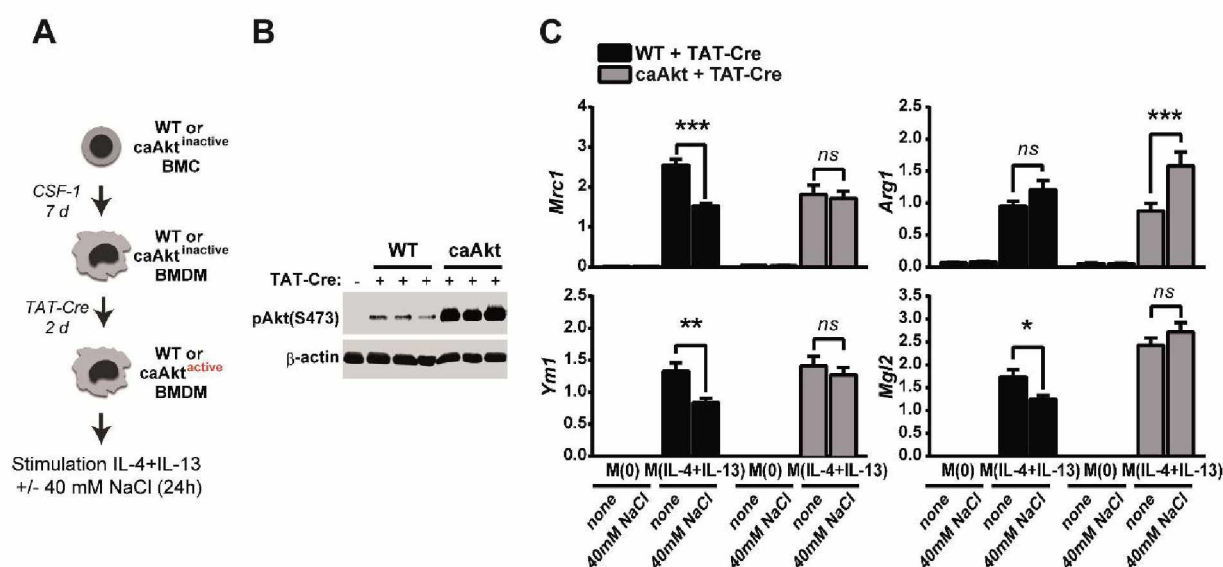 A
WT or
caAkt inactive
BMC
CSF-1
7 d
WT or
caAkt inactive
BMDM
TAT-Cre
2 d
WT or
caAkt active
BMDM
Stimulation IL-4+IL-13
+/- 40 mM NaCl (24h)
B
WT caAkt
TAT-Cre: - + + + + + +
pAkt(S473)
β-actin
C
WT + TAT-Cre
caAkt + TAT-Cre
Mrc1
4
3
2
1
0
***
ns
Arg1
2.5
2.0
1.5
1.0
0.5
0.0
ns
***
Ym1
2.0
1.5
1.0
0.5
0.0
**
ns
M(0) M(IL-4+IL-13) M(0) M(IL-4+IL-13)
none
40mM NaCl
none
40mM NaCl
none
40mM NaCl
none
40mM NaCl
Mgl2
3.5
3.0
2.5
2.0
1.5
1.0
0.5
0.0
*
ns
M(0) M(IL-4+IL-13) M(0) M(IL-4+IL-13)
none
40mM NaCl
none
40mM NaCl
none
40mM NaCl
none
40mM NaCl